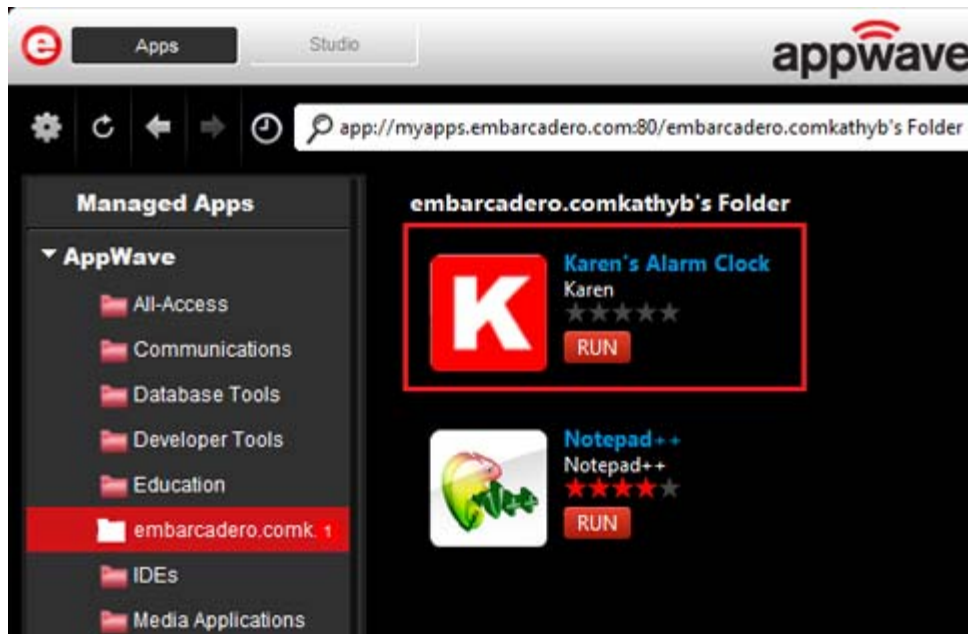 Apps
Studio
appwave
app://myapps.embarcadero.com:80/embarcadero.comkathyb's Folder
Managed Apps
AppWave
All-Access
Communications
Database Tools
Developer Tools
Education
embarcadero.comk. 1
IDEs
Media Applications
embarcadero.comkathyb's Folder
K
Karen's Alarm Clock
Karen
RUN
Notepad++
Notepad++
RUN